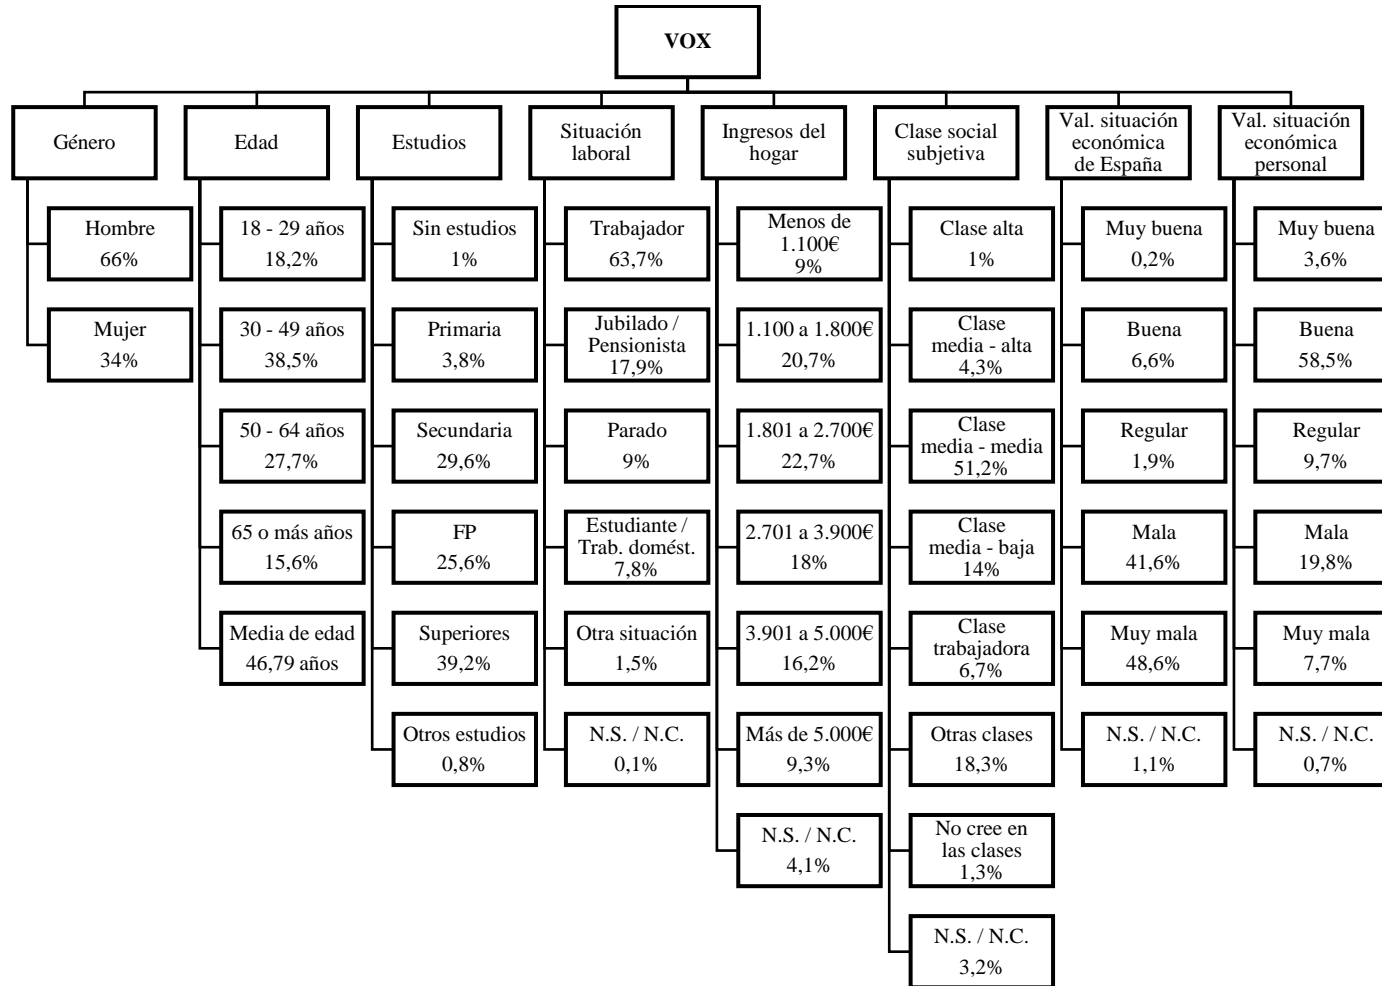 VOX
Género
Hombre
66%
Mujer
34%
Edad
18 - 29 años
18,2%
30 - 49 años
38,5%
50 - 64 años
27,7%
65 o más años
15,6%
Media de edad
46,79 años
Estudios
Sin estudios
1%
Primaria
3,8%
Secundaria
29,6%
FP
25,6%
Superiores
39,2%
Otros estudios
0,8%
Situación
laboral
Trabajador
63,7%
Jubilado /
Pensionista
17,9%
Parado
9%
Estudiante /
Trab. domést.
7,8%
Otra situación
1,5%
N.S. / N.C.
0,1%
Ingresos del
hogar
Menos de
1.100€
9%
1.100 a 1.800€
20,7%
1.801 a 2.700€
22,7%
2.701 a 3.900€
18%
3.901 a 5.000€
16,2%
Más de 5.000€
9,3%
N.S. / N.C.
4,1%
Clase social
subjetiva
Clase alta
1%
Clase
media - alta
4,3%
Clase
media - media
51,2%
Clase
media - baja
14%
Clase
trabajadora
6,7%
Otras clases
18,3%
No cree en
las clases
1,3%
N.S. / N.C.
3,2%
Val. situación
económica
de España
Muy buena
0,2%
Buena
6,6%
Regular
1,9%
Mala
41,6%
Muy mala
48,6%
N.S. / N.C.
1,1%
Val. situación
económica
personal
Muy buena
3,6%
Buena
58,5%
Regular
9,7%
Mala
19,8%
Muy mala
7,7%
N.S. / N.C.
0,7%